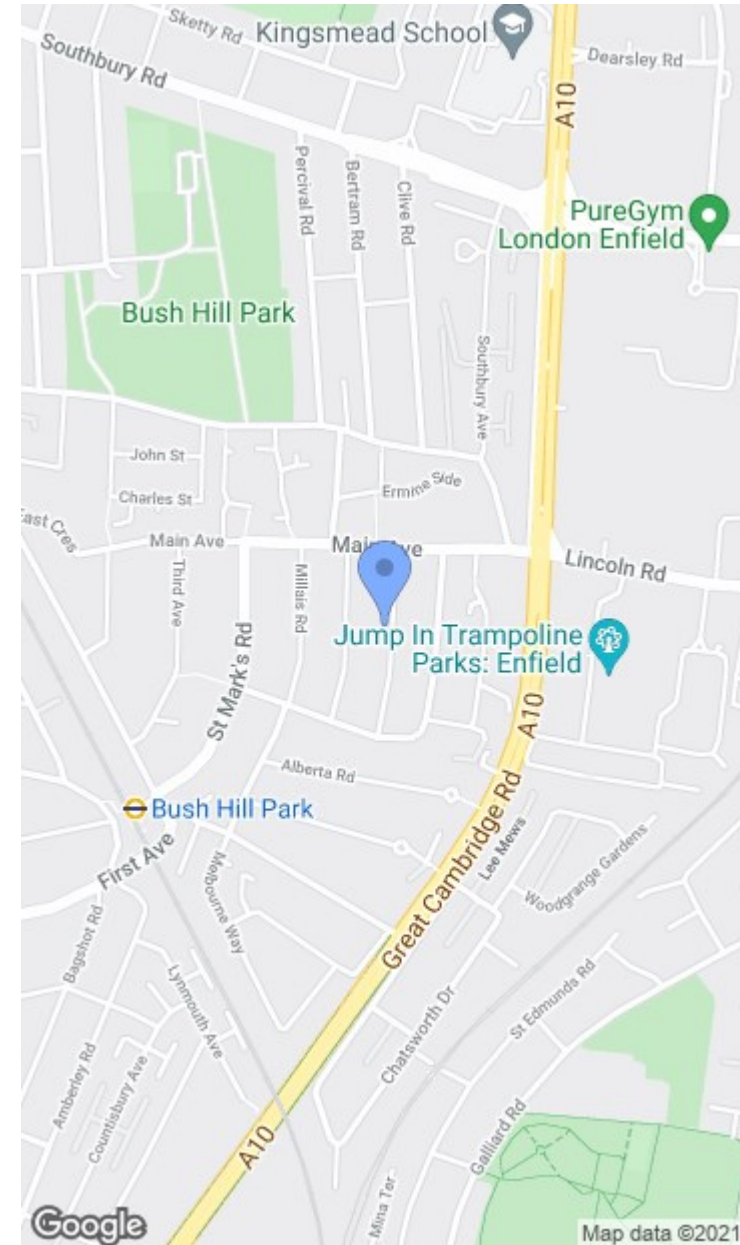 Sketty Rd
Kingsmead School
Southbury Rd
Dearsley Rd
A10
Percival Rd
Bertram Rd
Clive Rd
PureGym
London Enfield
Bush Hill Park
Southbury Ave
John St
Ermine Side
Charles St
East Cres
Main Ave
Main Ave
Lincoln Rd
Third Ave
Millais Rd
Jump In Trampoline
Parks: Enfield
St Mark's Rd
A10
Alberta Rd
Bush Hill Park
Great Cambridge Rd
Lee Mews
First Ave
Melbourne Way
Woodgrange Gardens
Bagshot Rd
Lynmouth Ave
St Edmunds Rd
Chatsworth Dr
Amberley Rd
Countisbury Ave
Galliard Rd
A10
Mina Ter
Google
Map data ©2021